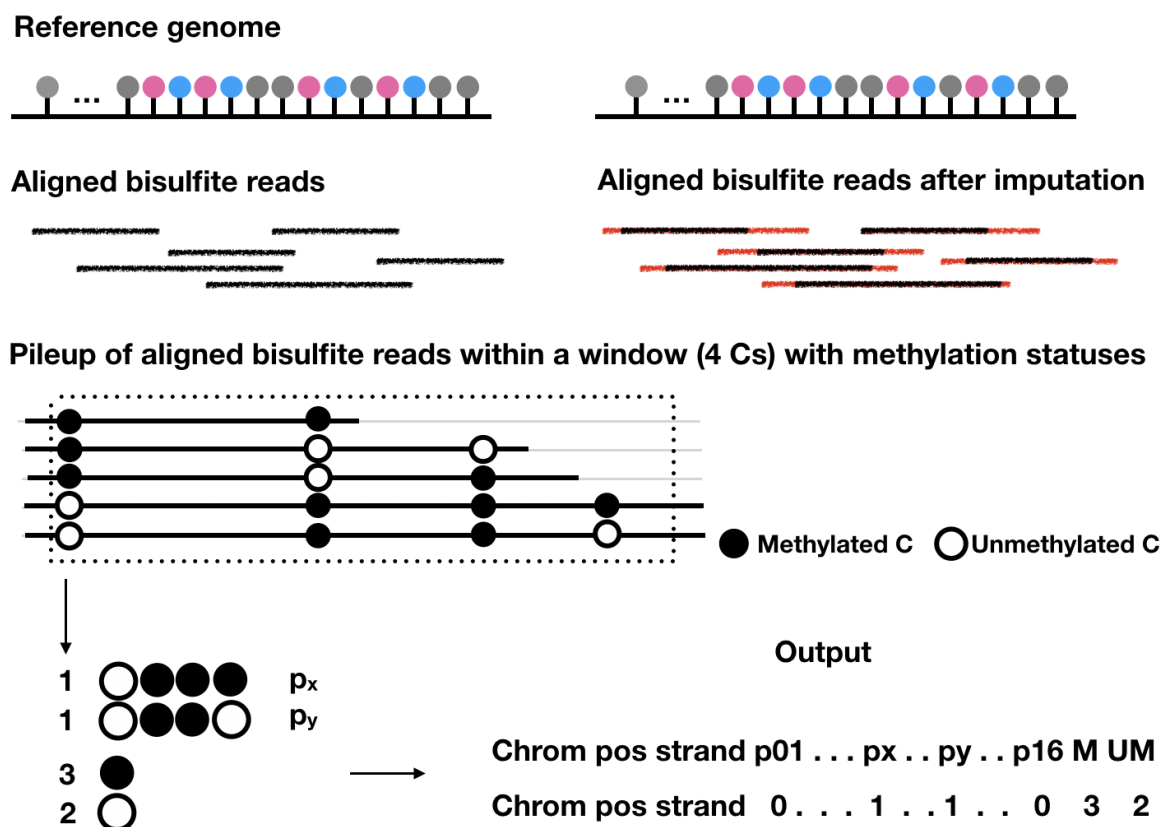 Reference genome
...
...
Aligned bisulfite reads
Aligned bisulfite reads after imputation
Pileup of aligned bisulfite reads within a window (4 Cs) with methylation statuses
Methylated C
Unmethylated C
1 px
1 py
3
2
Output
Chrom pos strand p01 . . . px . . py . . p16 M UM
Chrom pos strand 0 . . . 1 . . 1 . . 0 3 2